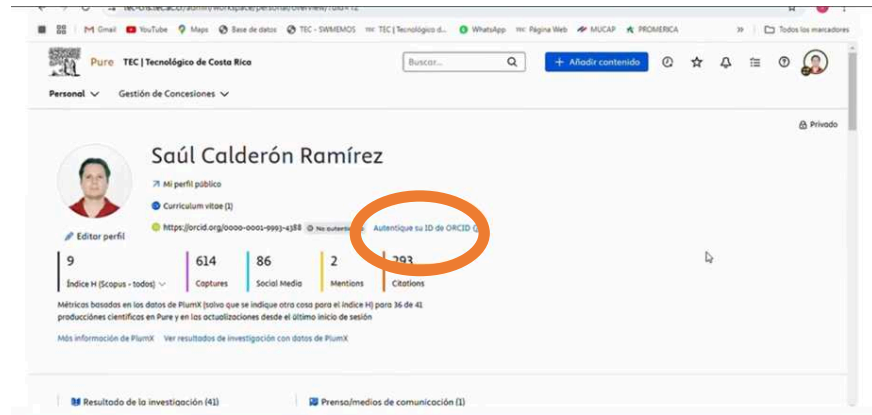 Gmail YouTube Maps Base de datos TEC - SWMEMOS TEC | Tecnológico d... WhatsApp Página Web MUCAP PROMERICA » Todos los marcadores
Pure TEC | Tecnológico de Costa Rica Buscar... + Añadir contenido
Personal Gestión de Concesiones
Privado
Saúl Calderón Ramírez
Mi perfil público
Curriculum vitae (1)
https://orcid.org/0000-0001-9993-4388 No Autentique su ID de ORCID
Editar perfil
9 614 86 2 293
Índice H (Scopus - todos) Captures Social Media Mentions Citations
Métricas basadas en los datos de PlumX (salvo que se indique otra cosa para el índice H) para 36 de 41
producciónes científicas en Pure y en las actualizaciones desde el último inicio de sesión
Más información de PlumX Ver resultados de investigación con datos de PlumX
Resultado de la investigación (41) Prensa/medios de comunicación (1)